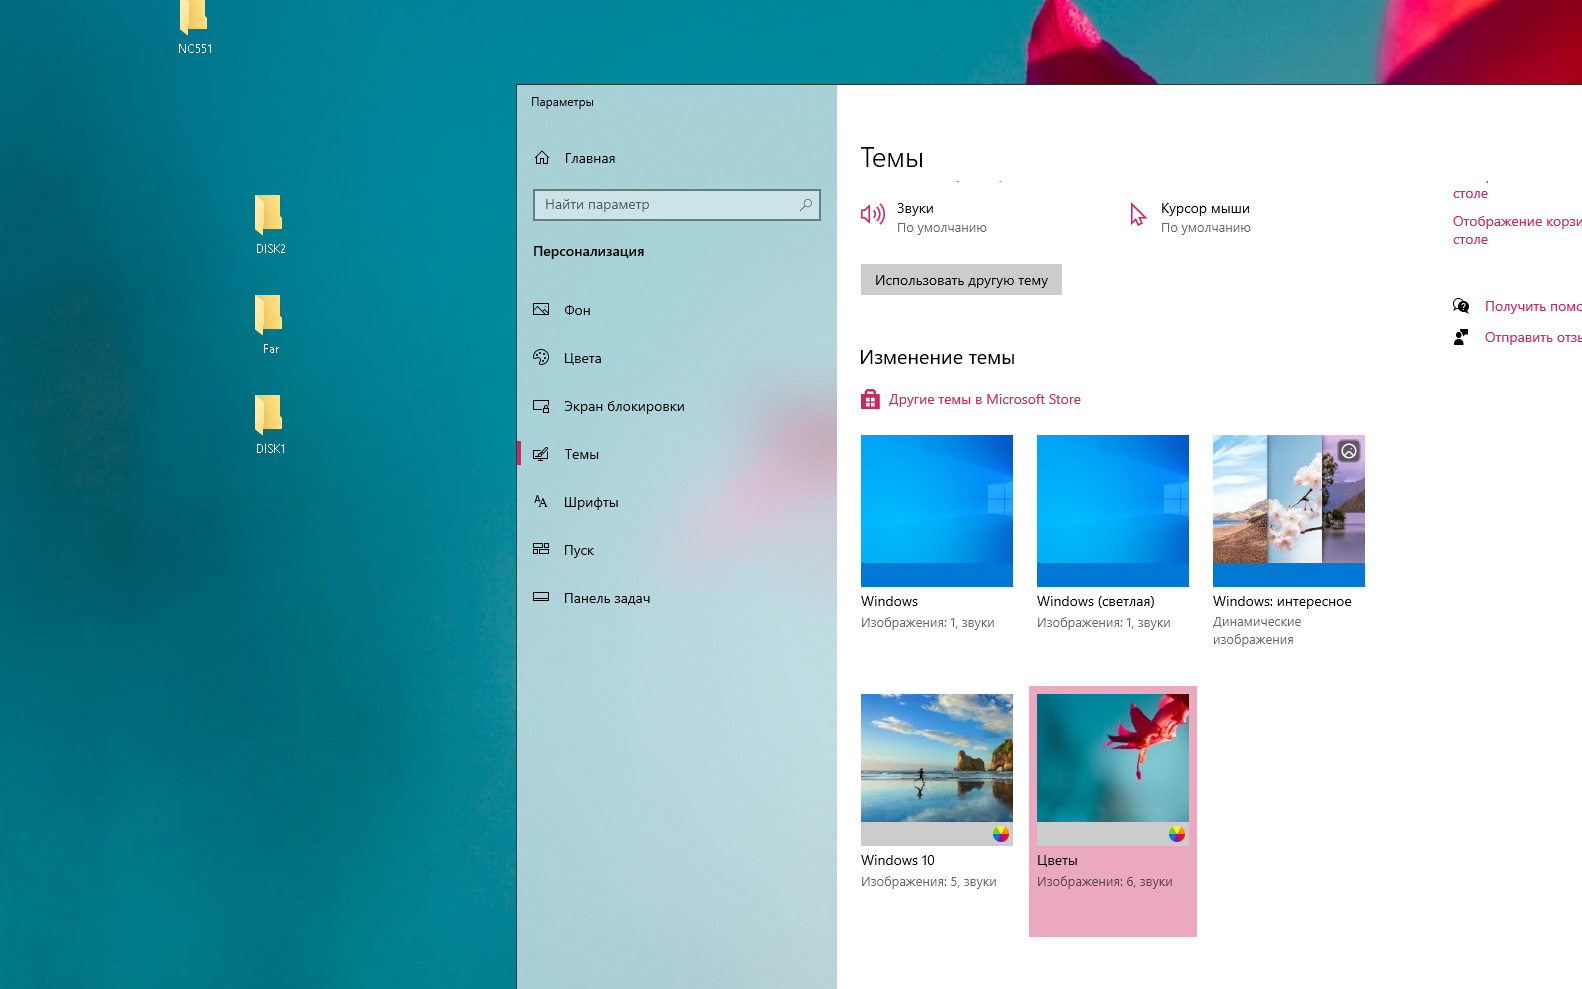 NC551
DISK2
Far
DISK1
Параметры
Главная
Найти параметр
Персонализация
Фон
Цвета
Экран блокировки
Темы
Шрифты
Пуск
Панель задач
Темы
Звуки
По умолчанию
Курсор мыши
По умолчанию
Использовать другую тему
Изменение темы
Другие темы в Microsoft Store
Windows
Изображения: 1, звуки
Windows (светлая)
Изображения: 1, звуки
Windows: интересное
Динамические
изображения
Windows 10
Изображения: 5, звуки
Цветы
Изображения: 6, звуки
столе
Отображение корзи
столе
Получить помо
Отправить отзы